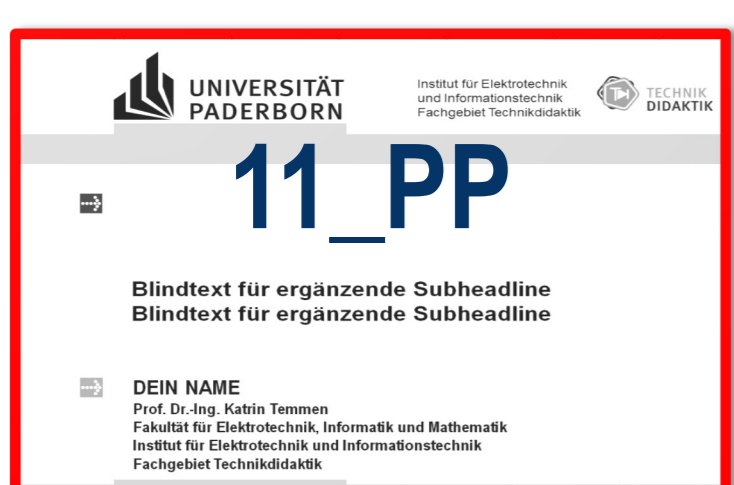 UNIVERSITÄT
PADERBORN
Institut für Elektrotechnik
und Informationstechnik
Fachgebiet Technikdidaktik
TECHNIK
DIDAKTIK
11_PP
Blindtext für ergänzende Subheadline
Blindtext für ergänzende Subheadline
DEIN NAME
Prof. Dr.-Ing. Katrin Temmen
Fakultät für Elektrotechnik, Informatik und Mathematik
Institut für Elektrotechnik und Informationstechnik
Fachgebiet Technikdidaktik